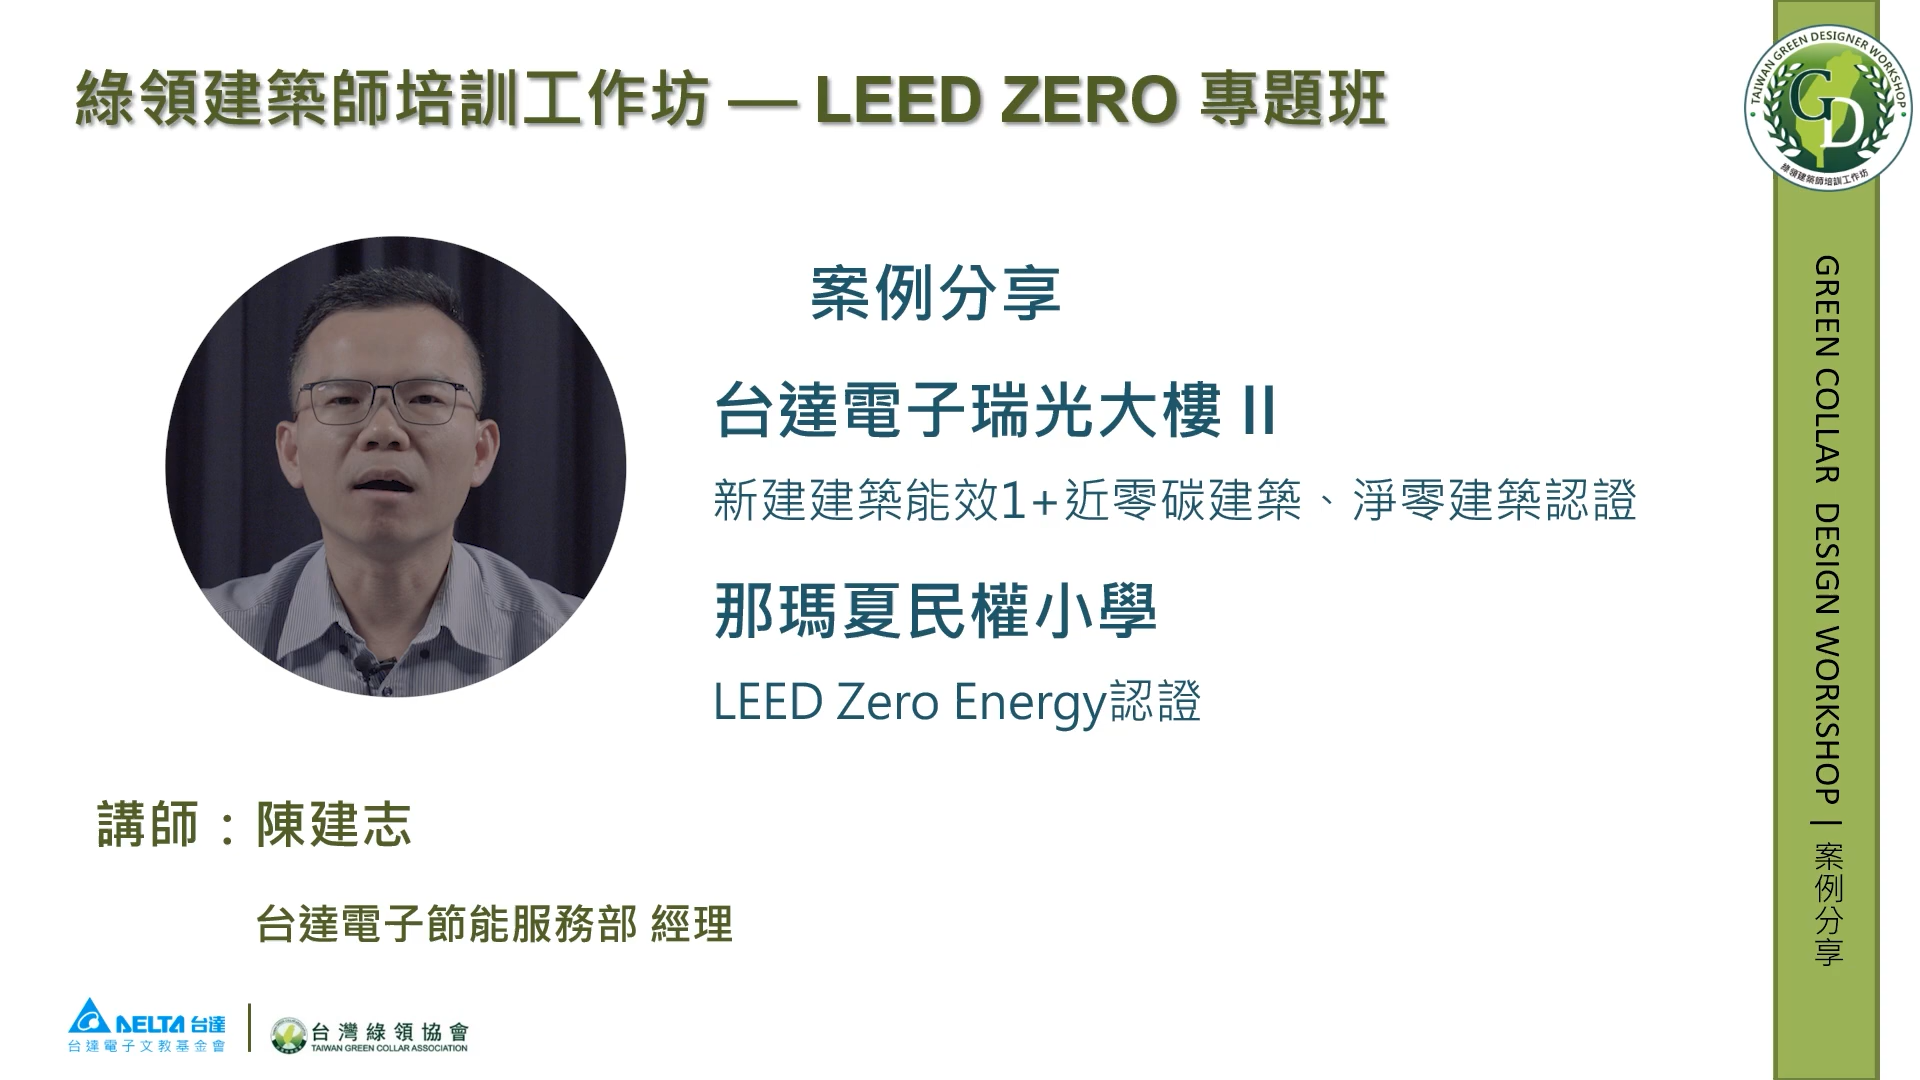 綠領建築師培訓工作坊 — LEED ZERO 專題班
案例分享
台達電子瑞光大樓 II
新建建築能效1+近零碳建築、淨零建築認證
那瑪夏民權小學
LEED Zero Energy認證
講師：陳建志
台達電子節能服務部 經理
DELTA 台達
台達電子文教基金會
台灣綠領協會
TAIWAN GREEN COLLAR ASSOCIATION
TAIWAN GREEN DESIGNER WORKSHOP
GD
綠領建築師培訓工作坊
GREEN COLLAR DESIGN WORKSHOP | 案例分享